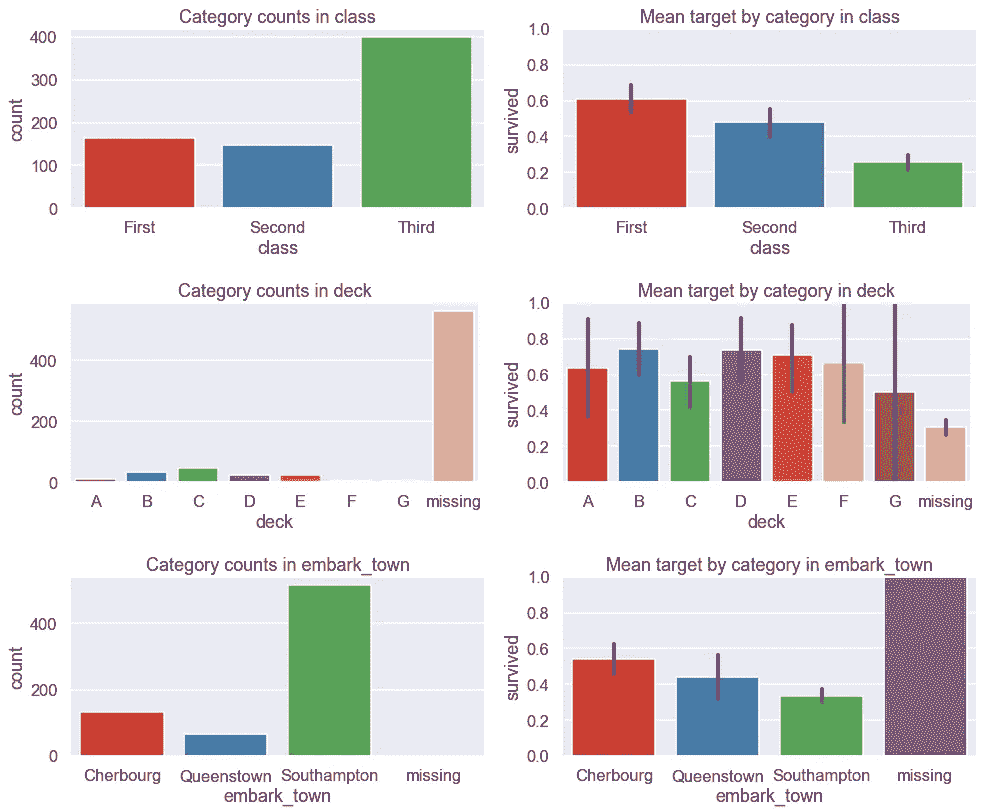 Category counts in class
400
300
200
100
0
count
First Second Third
class
Mean target by category in class
1.0
0.8
0.6
0.4
0.2
0.0
survived
First Second Third
class
Category counts in deck
400
200
0
count
A B C D E F G missing
deck
Mean target by category in deck
1.0
0.8
0.6
0.4
0.2
0.0
survived
A B C D E F G missing
deck
Category counts in embark_town
400
200
0
count
Cherbourg Queenstown Southampton missing
embark_town
Mean target by category in embark_town
1.0
0.8
0.6
0.4
0.2
0.0
survived
Cherbourg Queenstown Southampton missing
embark_town